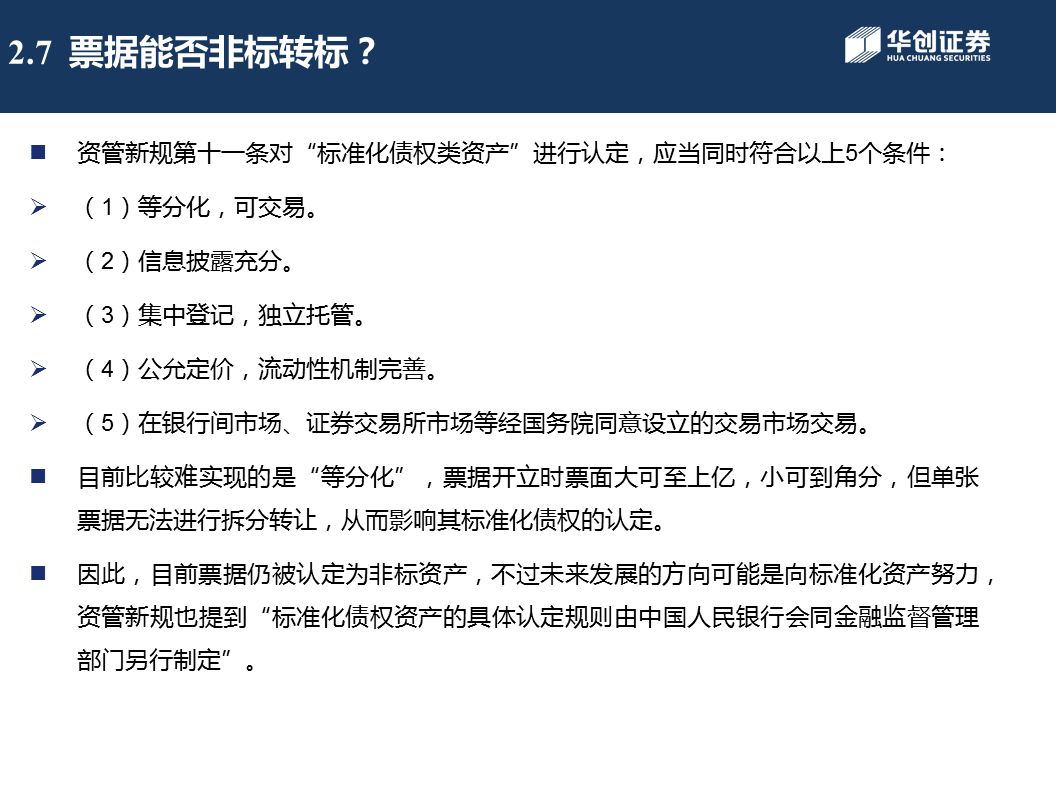 2.7 票据能否非标转标？
华创证券
HUA CHUANG SECURITIES
资管新规第十一条对“标准化债权类资产”进行认定，应当同时符合以上5个条件：
（1）等分化，可交易。
（2）信息披露充分。
（3）集中登记，独立托管。
（4）公允定价，流动性机制完善。
（5）在银行间市场、证券交易所市场等经国务院同意设立的交易市场交易。
目前比较难实现的是“等分化”，票据开立时票面大可至上亿，小可到角分，但单张
票据无法进行拆分转让，从而影响其标准化债权的认定。
因此，目前票据仍被认定为非标资产，不过未来发展的方向可能是向标准化资产努力，
资管新规也提到“标准化债权资产的具体认定规则由中国人民银行会同金融监督管理
部门另行制定”。